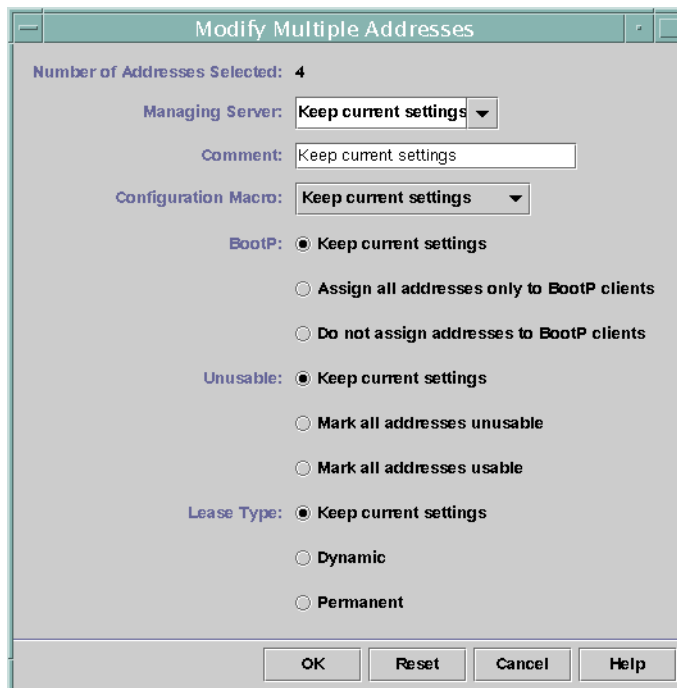 Modify Multiple Addresses
Number of Addresses Selected: 4
Managing Server: Keep current settings
Comment: Keep current settings
Configuration Macro: Keep current settings
BootP: Keep current settings
Assign all addresses only to BootP clients
Do not assign addresses to BootP clients
Unusable: Keep current settings
Mark all addresses unusable
Mark all addresses usable
Lease Type: Keep current settings
Dynamic
Permanent
OK Reset Cancel Help